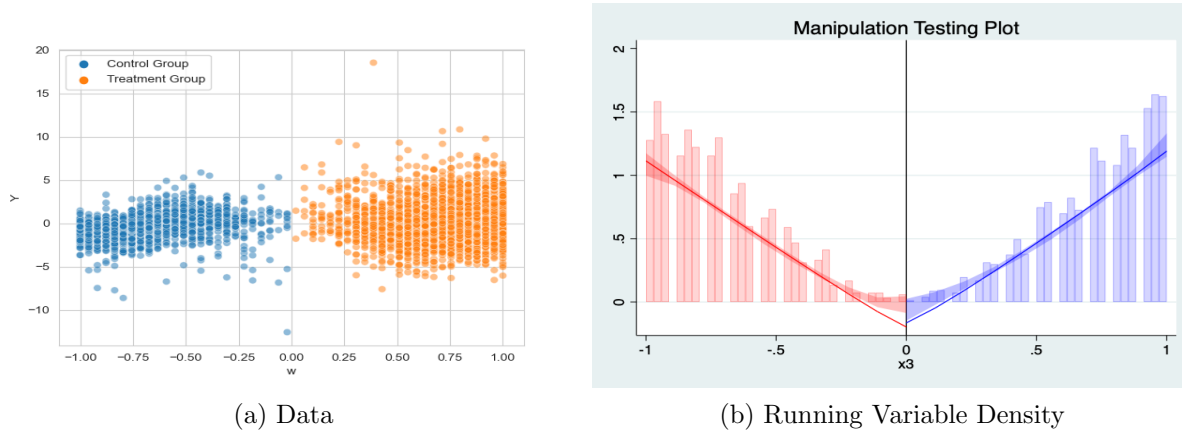 20
15
10
5
0
−5
−10
Y
Control Group
Treatment Group
−1.00 −0.75 −0.50 −0.25 0.00 0.25 0.50 0.75 1.00
w
(a) Data
Manipulation Testing Plot
2
1.5
1
.5
0
-1 -.5 0 .5 1
x3
(b) Running Variable Density